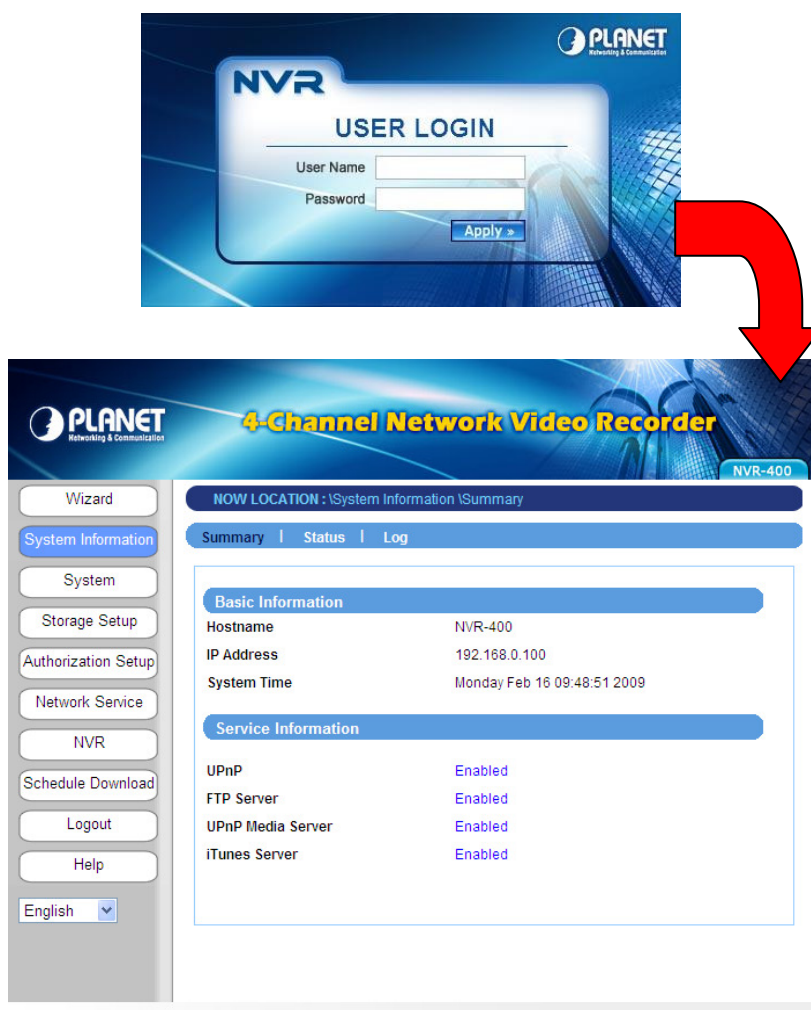 PLANET
Networking & Communication
NVR
USER LOGIN
User Name
Password
Apply »
PLANET
Networking & Communication
4-Channel Network Video Recorder
NVR-400
Wizard
System Information
System
Storage Setup
Authorization Setup
Network Service
NVR
Schedule Download
Logout
Help
English
NOW LOCATION : \System Information \Summary
Summary | Status | Log
Basic Information
Hostname NVR-400
IP Address 192.168.0.100
System Time Monday Feb 16 09:48:51 2009
Service Information
UPnP Enabled
FTP Server Enabled
UPnP Media Server Enabled
iTunes Server Enabled